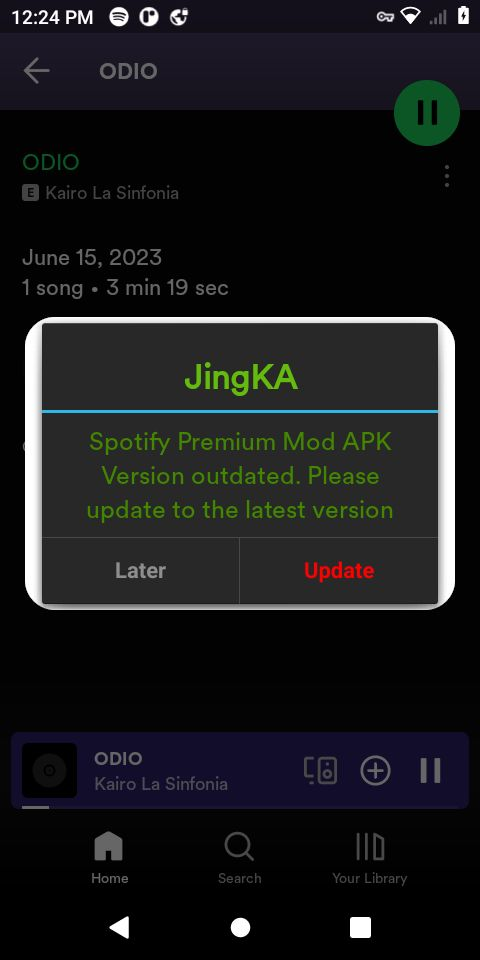 12:24 PM
ODIO
ODIO
E Kairo La Sinfonia
June 15, 2023
1 song • 3 min 19 sec
JingKA
Spotify Premium Mod APK
Version outdated. Please
update to the latest version
Later
Update
ODIO
Kairo La Sinfonia
Home
Search
Your Library